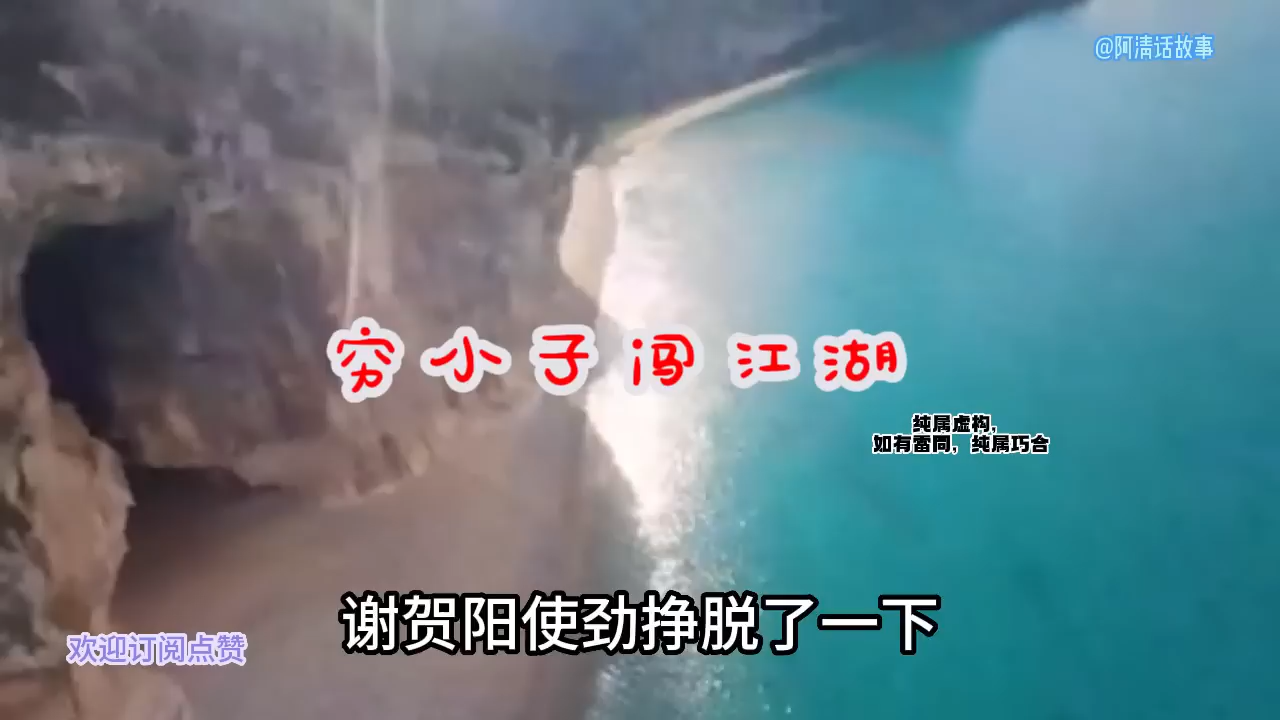 @阿清话故事
穷小子闯江湖
纯属虚构，
如有雷同，纯属巧合
谢贺阳使劲挣脱了一下
欢迎订阅点赞